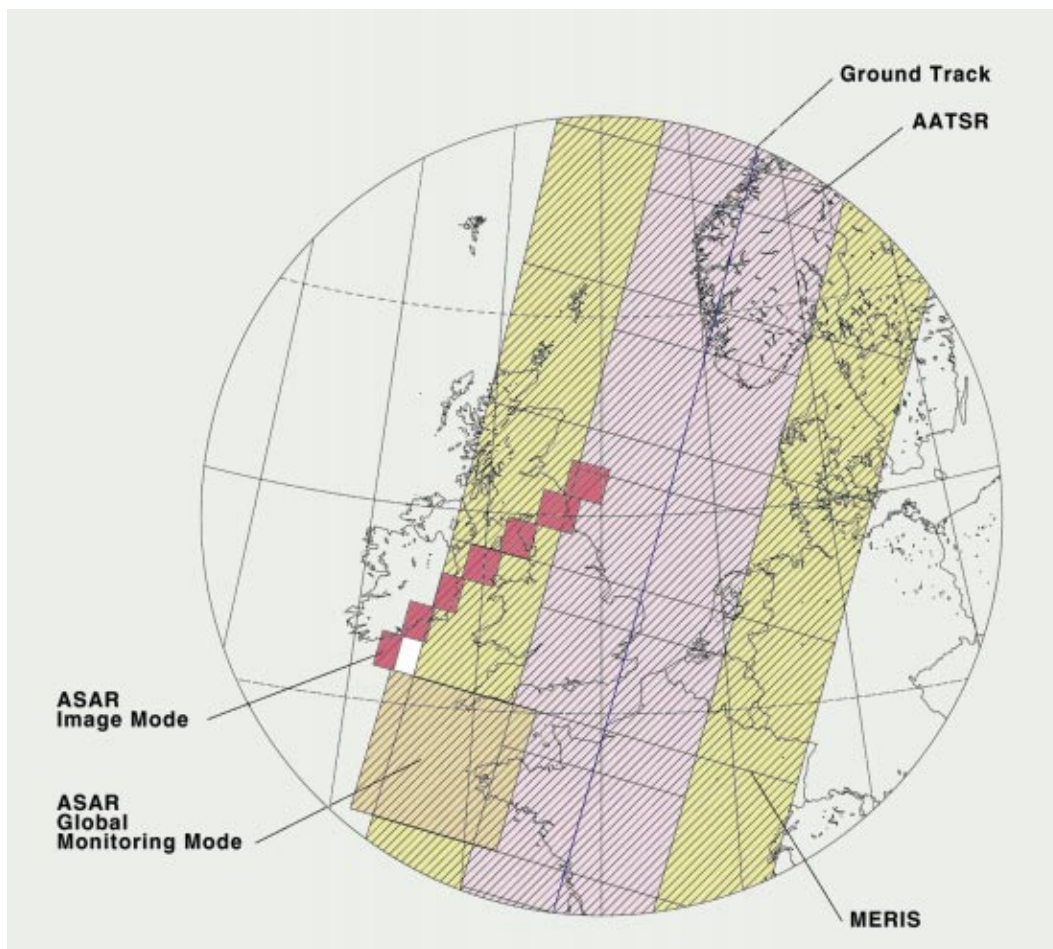 Ground Track
AATSR
ASAR
Image Mode
ASAR
Global
Monitoring Mode
MERIS